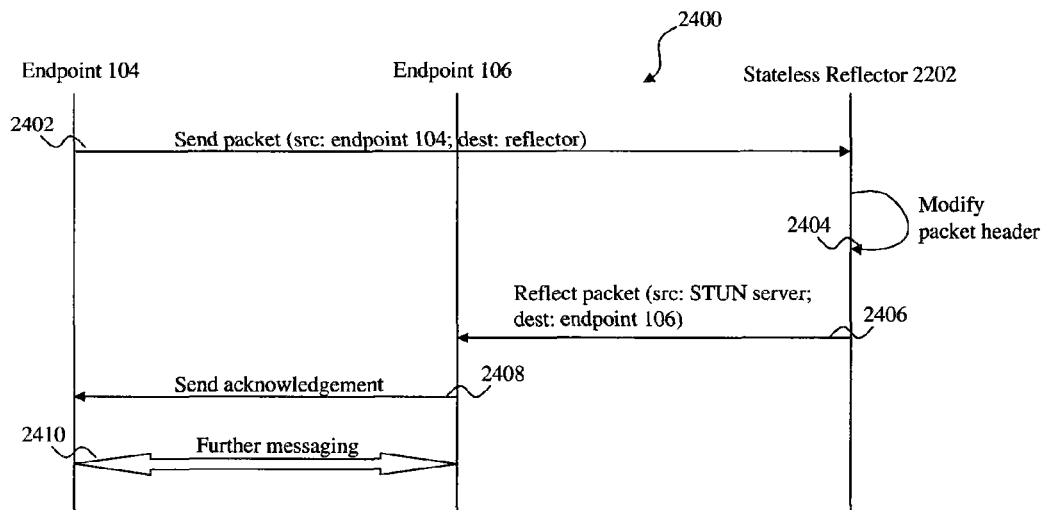 2400
Endpoint 104
Endpoint 106
Stateless Reflector 2202
2402
Send packet (src: endpoint 104; dest: reflector)
2404
Modify
packet header
Reflect packet (src: STUN server;
dest: endpoint 106)
2406
Send acknowledgement
2408
2410
Further messaging